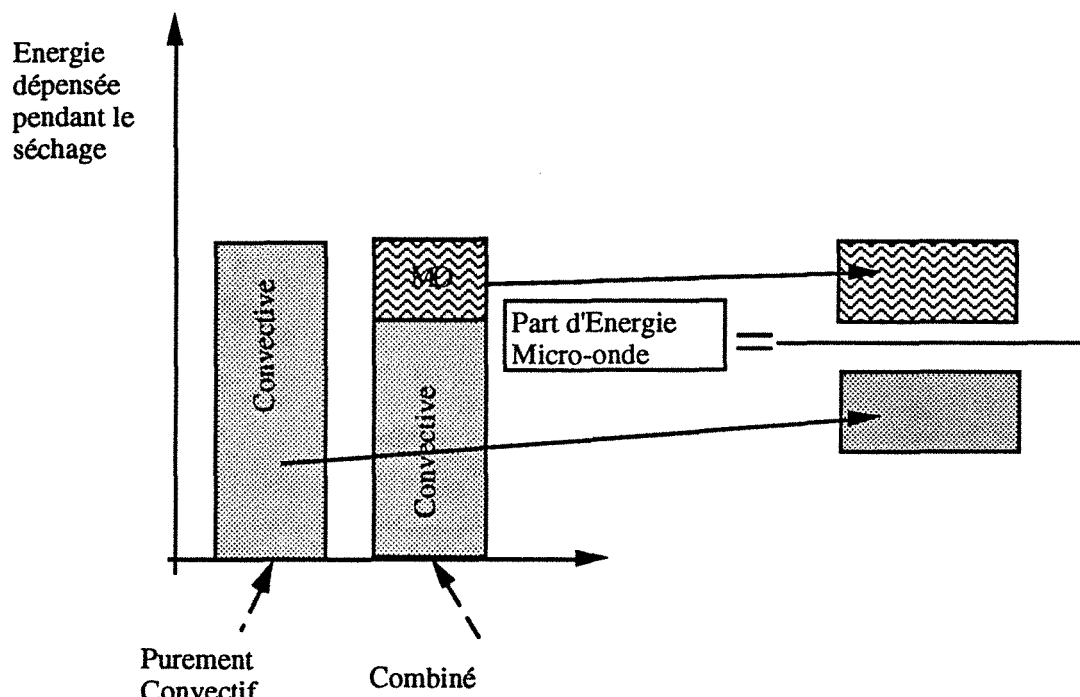 Energie
dépensée
pendant le
séchage
Convective
MO
Convective
Part d'Energie
Micro-onde
=
Purement
Convectif
Combiné